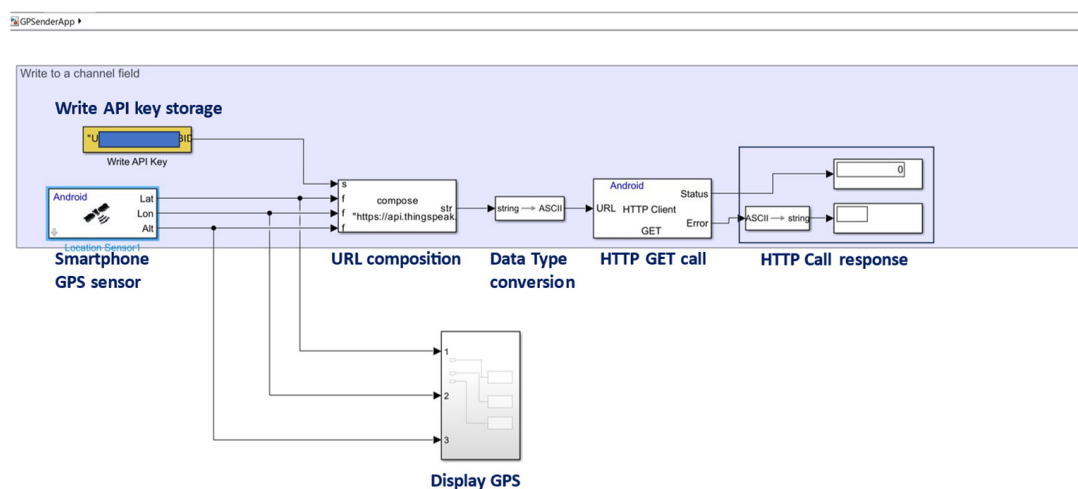 GPSenderApp
Write to a channel field
Write API key storage
"U BID
Write API Key
Android
Lat
Lon
Alt
Location Sensor1
Smartphone
GPS sensor
s
f
f
f
compose
"https://api.thingspeak.
str
URL composition
string → ASCII
Data Type
conversion
Android
URL HTTP Client
GET
Status
Error
HTTP GET call
0
ASCII → string
HTTP Call response
1
2
3
Display GPS